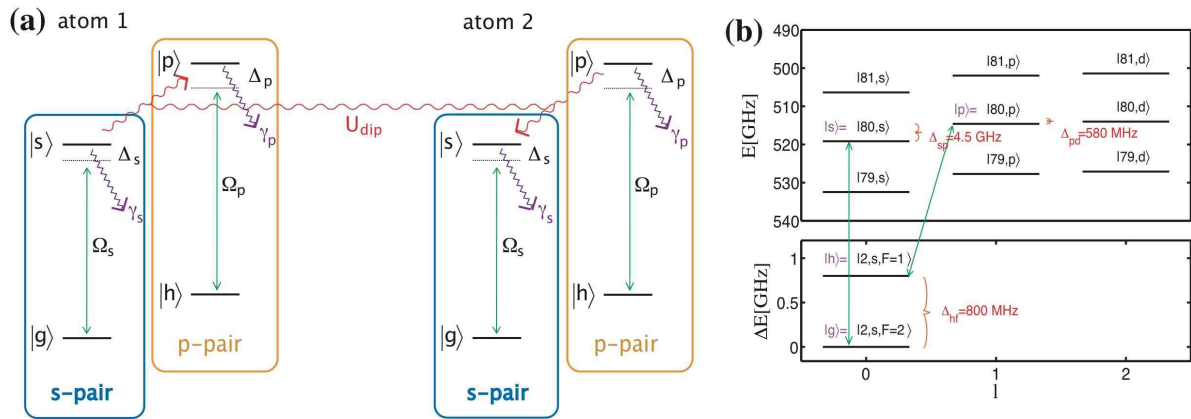 (a) atom 1
atom 2
|p⟩ Δp γp
|s⟩ Δs γs
Ωp
Ωs
|h⟩
|g⟩
p-pair
s-pair
Udip
|p⟩ Δp γp
|s⟩ Δs γs
Ωp
Ωs
|h⟩
|g⟩
p-pair
s-pair
(b)
E[GHz]
490
500
510
520
530
540
|81,s⟩ |81,p⟩ |81,d⟩
|s⟩= |80,s⟩ |p⟩= |80,p⟩ |80,d⟩
Δsp=4.5 GHz Δpd=580 MHz
|79,s⟩ |79,p⟩ |79,d⟩
ΔE[GHz]
1
0.5
0
|h⟩= |2,s,F=1⟩
Δhf=800 MHz
|g⟩= |2,s,F=2⟩
0 1 2
l